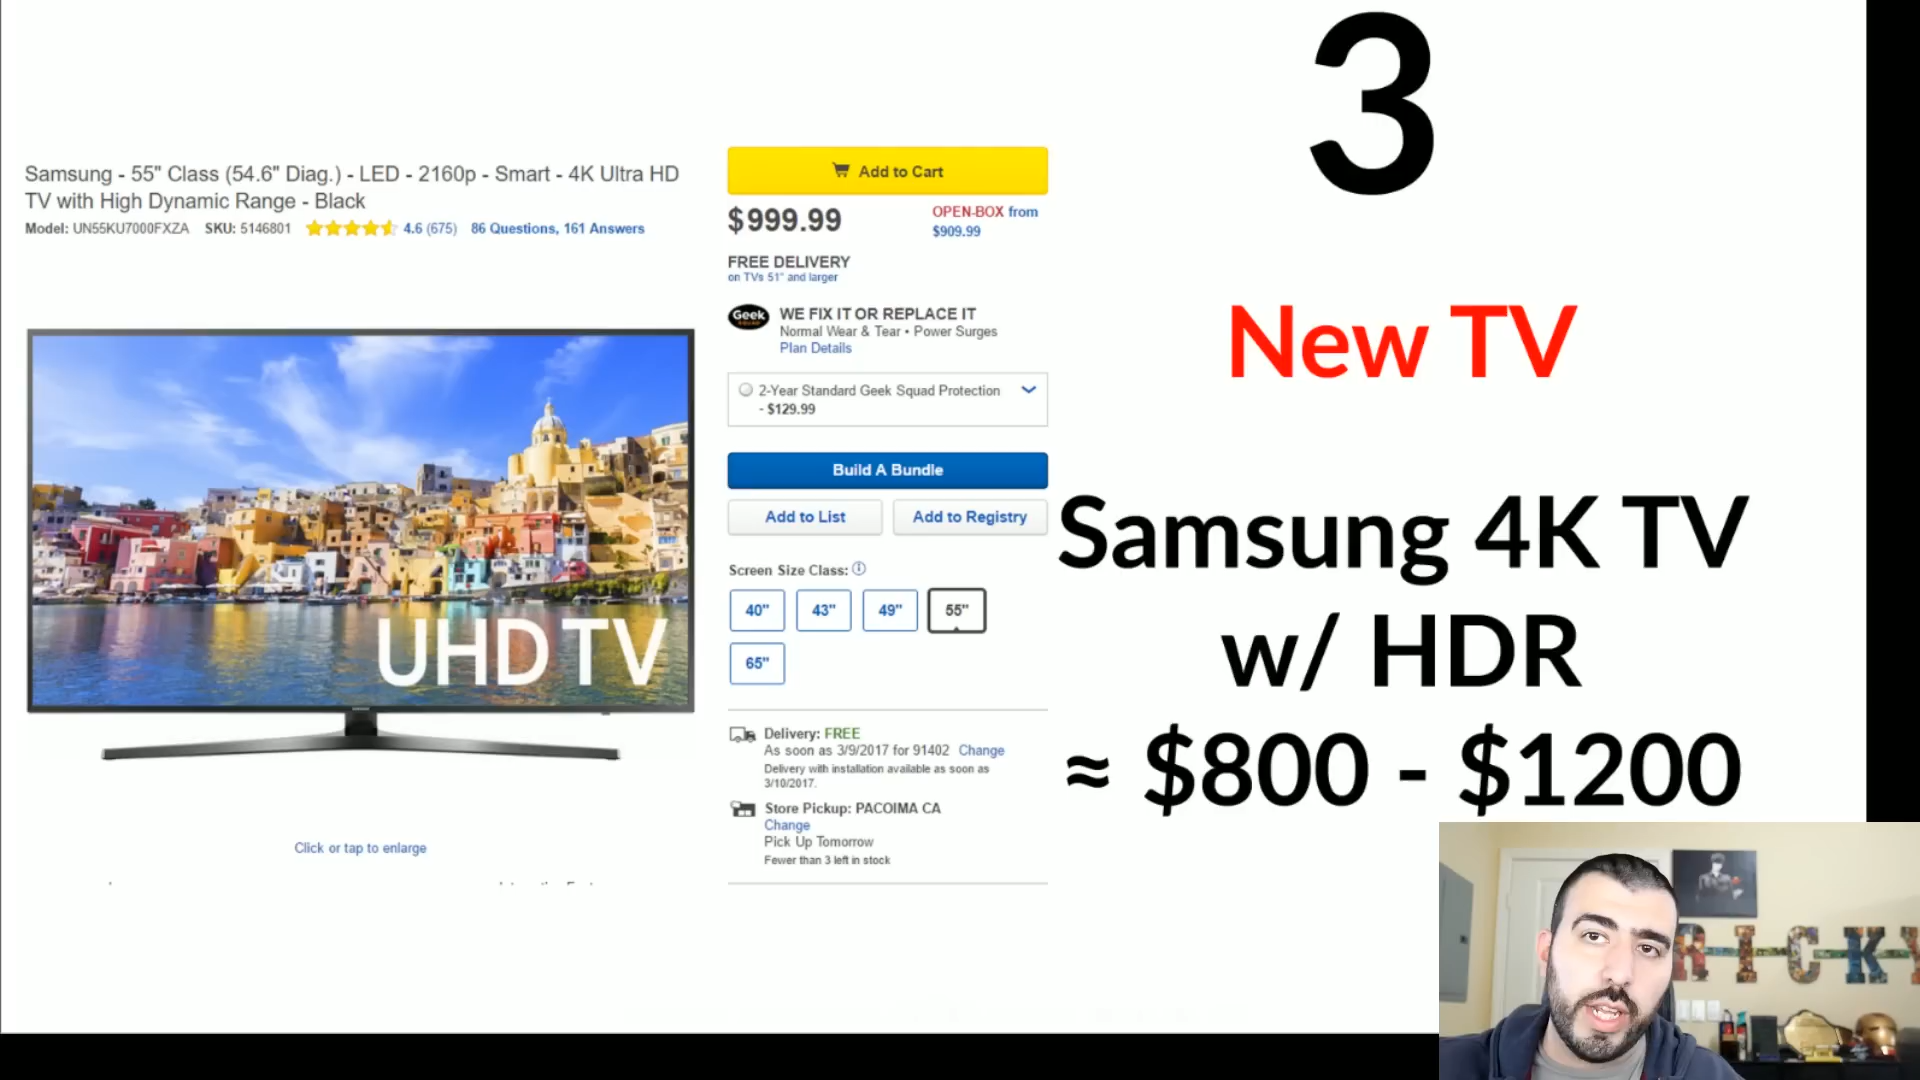 3
New TV
Samsung 4K TV
w/ HDR
≈ $800 - $1200
Samsung - 55" Class (54.6" Diag.) - LED - 2160p - Smart - 4K Ultra HD
TV with High Dynamic Range - Black
Model: UN55KU7000FXZA SKU: 5146801 4.6 (675) 86 Questions, 161 Answers
UHD TV
Click or tap to enlarge
Add to Cart
$999.99
OPEN-BOX from
$909.99
FREE DELIVERY
on TVs 51" and larger
Geek
WE FIX IT OR REPLACE IT
Normal Wear & Tear • Power Surges
Plan Details
2-Year Standard Geek Squad Protection
- $129.99
Build A Bundle
Add to List
Add to Registry
Screen Size Class:
40" 43" 49" 55"
65"
Delivery: FREE
As soon as 3/9/2017 for 91402 Change
Delivery with installation available as soon as
3/10/2017.
Store Pickup: PACOIMA CA
Change
Pick Up Tomorrow
Fewer than 3 left in stock
R-I-C-K-Y